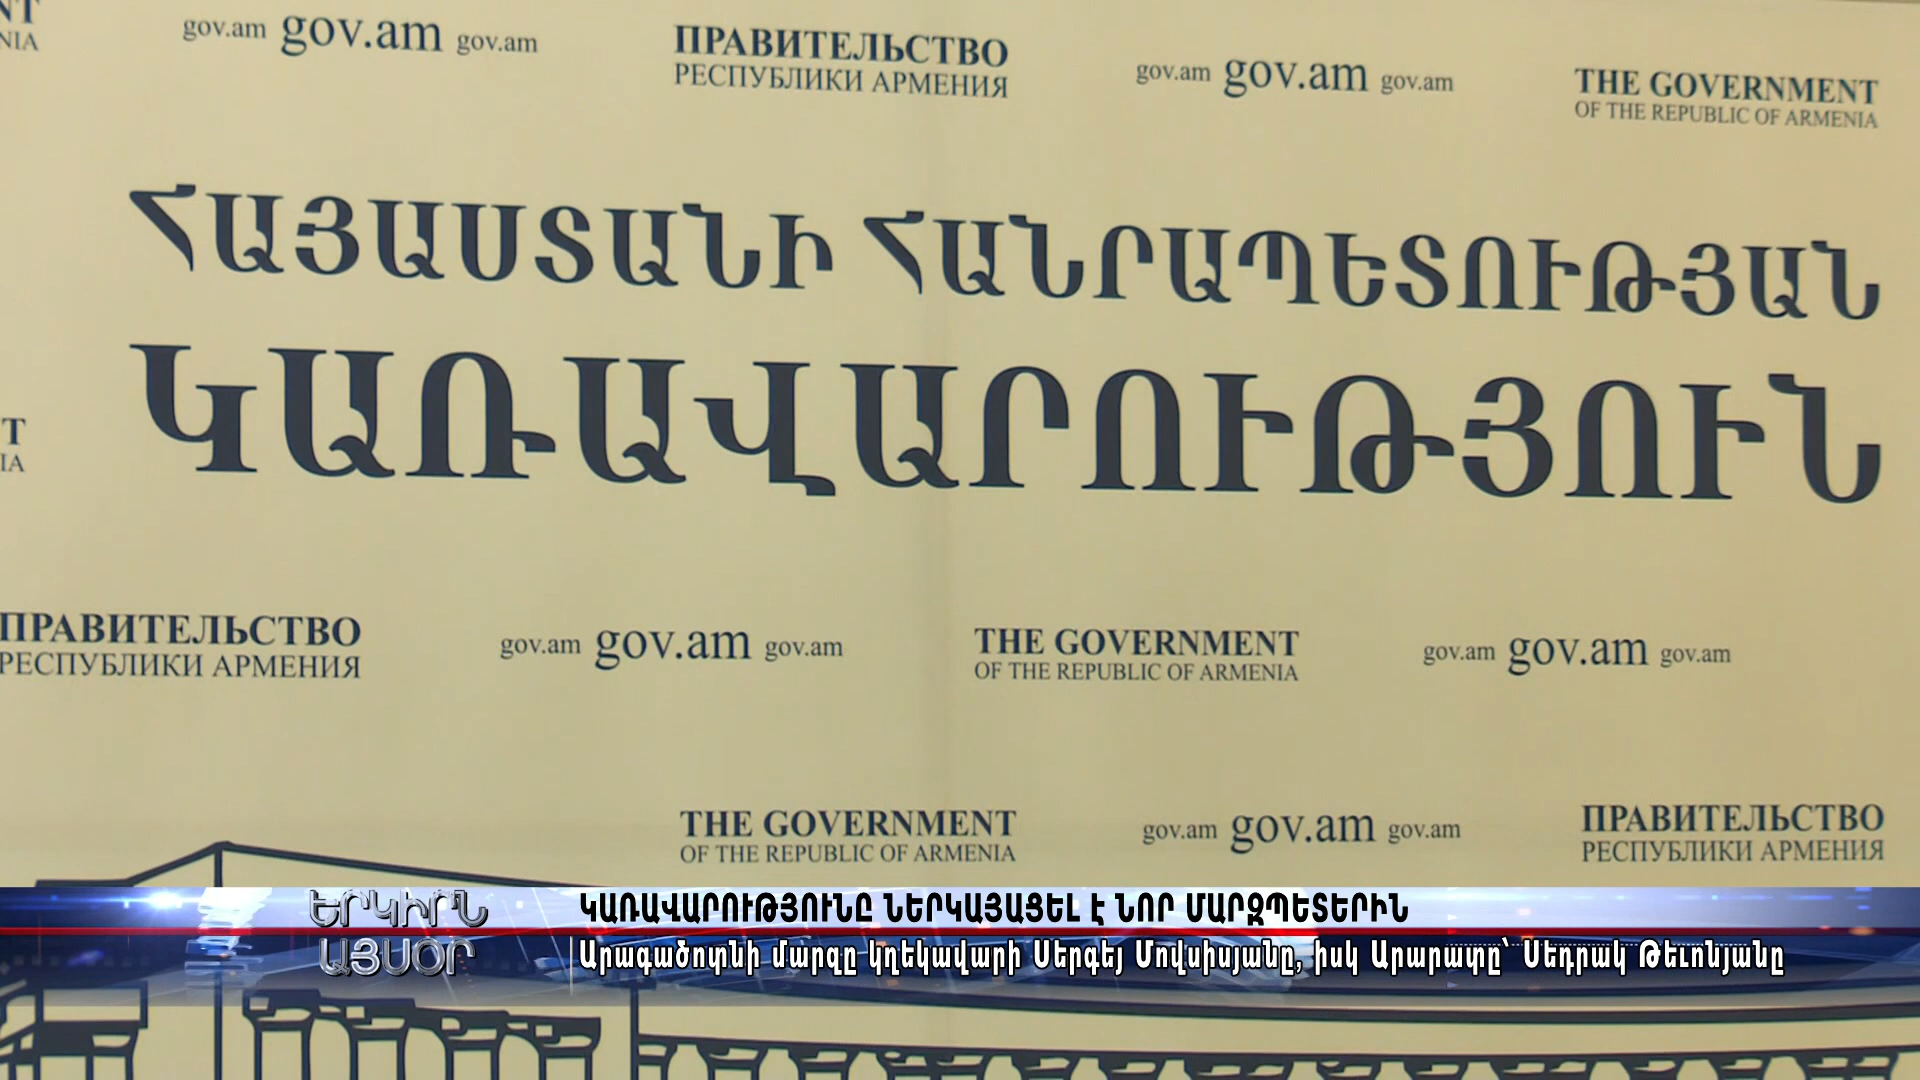 NT
NIA
gov.am gov.am gov.am
ПРАВИТЕЛЬСТВО
РЕСПУБЛИКИ АРМЕНИЯ
gov.am gov.am gov.am
THE GOVERNMENT
OF THE REPUBLIC OF ARMENIA
ՀԱՅԱՍՏԱՆԻ ՀԱՆՐԱՊԵՏՈՒԹՅԱՆ
ԿԱՌԱՎԱՐՈՒԹՅՈՒՆ
T
IA
ПРАВИТЕЛЬСТВО
РЕСПУБЛИКИ АРМЕНИЯ
gov.am gov.am gov.am
THE GOVERNMENT
OF THE REPUBLIC OF ARMENIA
gov.am gov.am gov.am
THE GOVERNMENT
OF THE REPUBLIC OF ARMENIA
gov.am gov.am gov.am
ПРАВИТЕЛЬСТВО
РЕСПУБЛИКИ АРМЕНИЯ
ԵՐԿԻՐՆ
ԱՅՍՕՐ
ԿԱՌԱՎԱՐՈՒԹՅՈՒՆԸ ՆԵՐԿԱՅԱՑԵԼ Է ՆՈՐ ՄԱՐԶՊԵՏԵՐԻՆ
Արագածոտնի մարզը կղեկավարի Սերգեյ Մովսիսյանը, իսկ Արարատը՝ Սեդրակ Թեւոնյանը